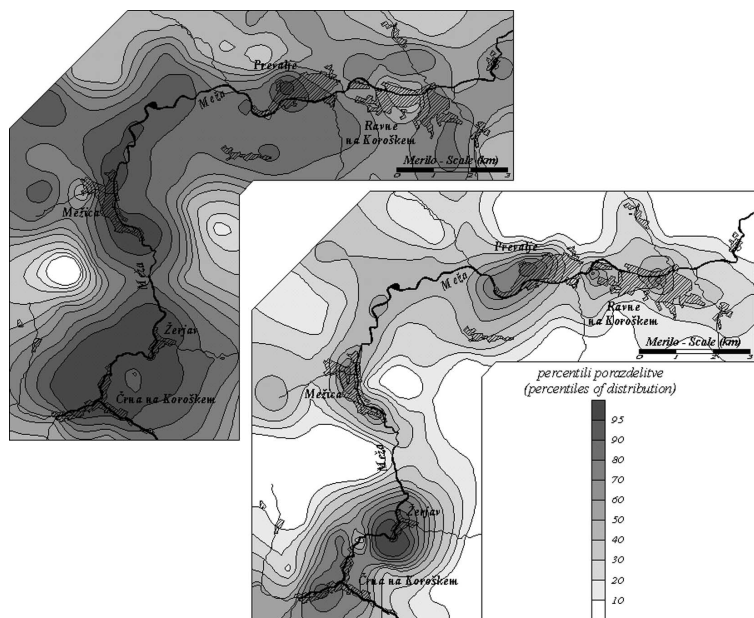 Prevalje
Meža
Ravne
na Koroškem
Merilo - Scale (km)
0 1 2 3
Mežica
Meža
Žerjav
Črna na Koroškem
Prevalje
Meža
Ravne
na Koroškem
Merilo - Scale (km)
0 1 2 3
Mežica
Meža
Žerjav
Črna na Koroškem
percentili porazdelitve
(percentiles of distribution)
95
90
80
70
60
50
40
30
20
10